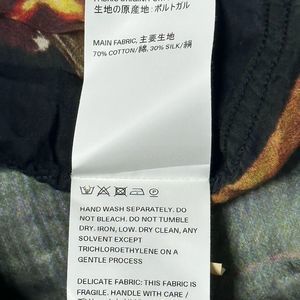 生地の原産地：ポルトガル
MAIN FABRIC, 主要生地
70% COTTON/綿, 30% SILK/絹
HAND WASH SEPARATELY. DO
NOT BLEACH. DO NOT TUMBLE
DRY. IRON, LOW. DRY CLEAN, ANY
SOLVENT EXCEPT
TRICHLOROETHYLENE ON A
GENTLE PROCESS
DELICATE FABRIC: THIS FABRIC IS
FRAGILE. HANDLE WITH CARE /